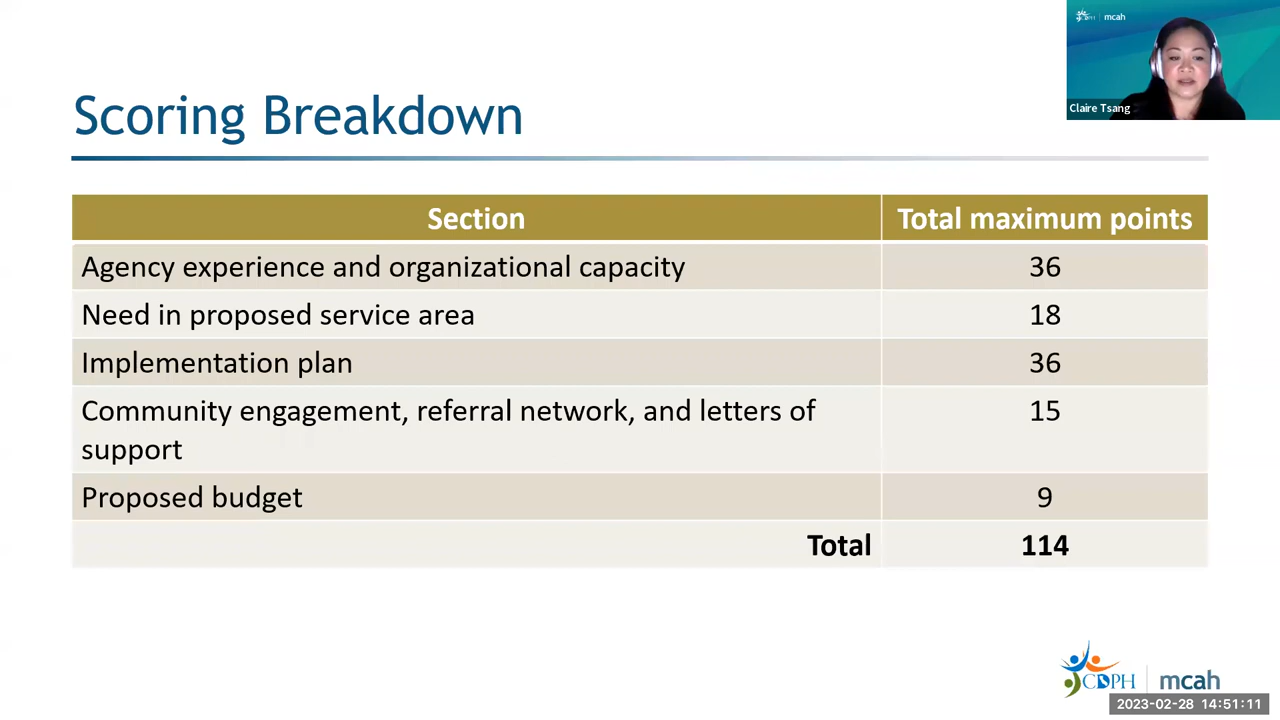 CDPH mcah
Claire Tsang
Scoring Breakdown
Section Total maximum points
Agency experience and organizational capacity 36
Need in proposed service area 18
Implementation plan 36
Community engagement, referral network, and letters of 15
support
Proposed budget 9
Total 114
CDPH mcah
2023-02-28 14:51:11